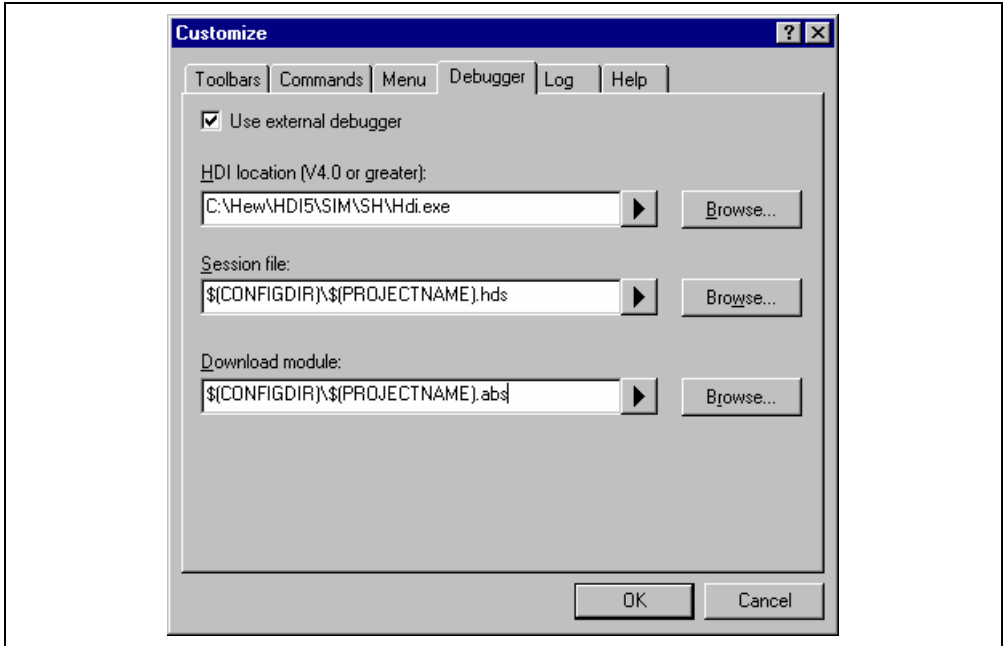 Customize
Toolbars Commands Menu Debugger Log Help
Use external debugger
HDI location (V4.0 or greater):
C:\Hew\HDI5\SIM\SH\Hdi.exe Browse...
Session file:
$(CONFIGDIR)\$(PROJECTNAME).hds Browse...
Download module:
$(CONFIGDIR)\$(PROJECTNAME).abs Browse...
OK Cancel